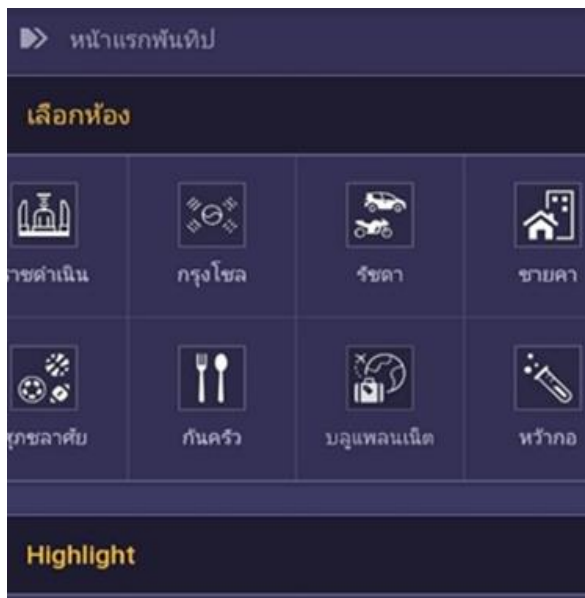 หน้าแรกพันทิป
เลือกห้อง
ราชดำเนิน กรุงโซล รัชดา ชายคา
ศุภชลาศัย ก้นครัว บลูแพลนเน็ต หว้ากอ
Highlight